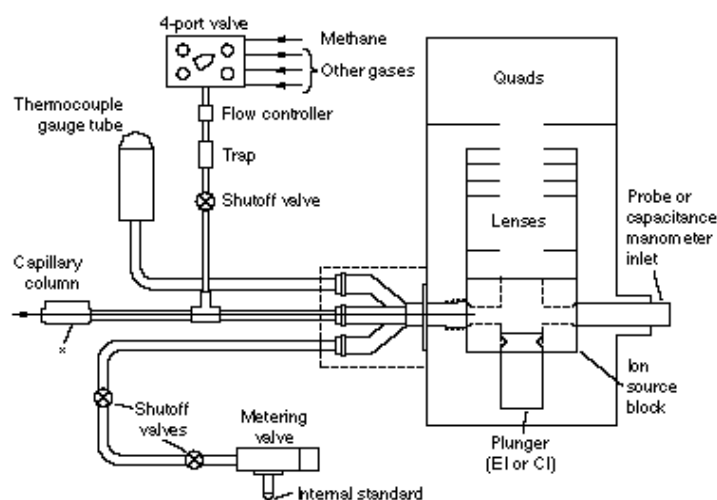 4-port valve
Methane
Other gases
Quads
Thermocouple
gauge tube
Flow controller
Trap
Shutoff valve
Lenses
Probe or
capacitance
manometer
inlet
Capillary
column
x
Ion
source
block
Shutoff
valves
Metering
valve
Plunger
(EI or CI)
Internal standard